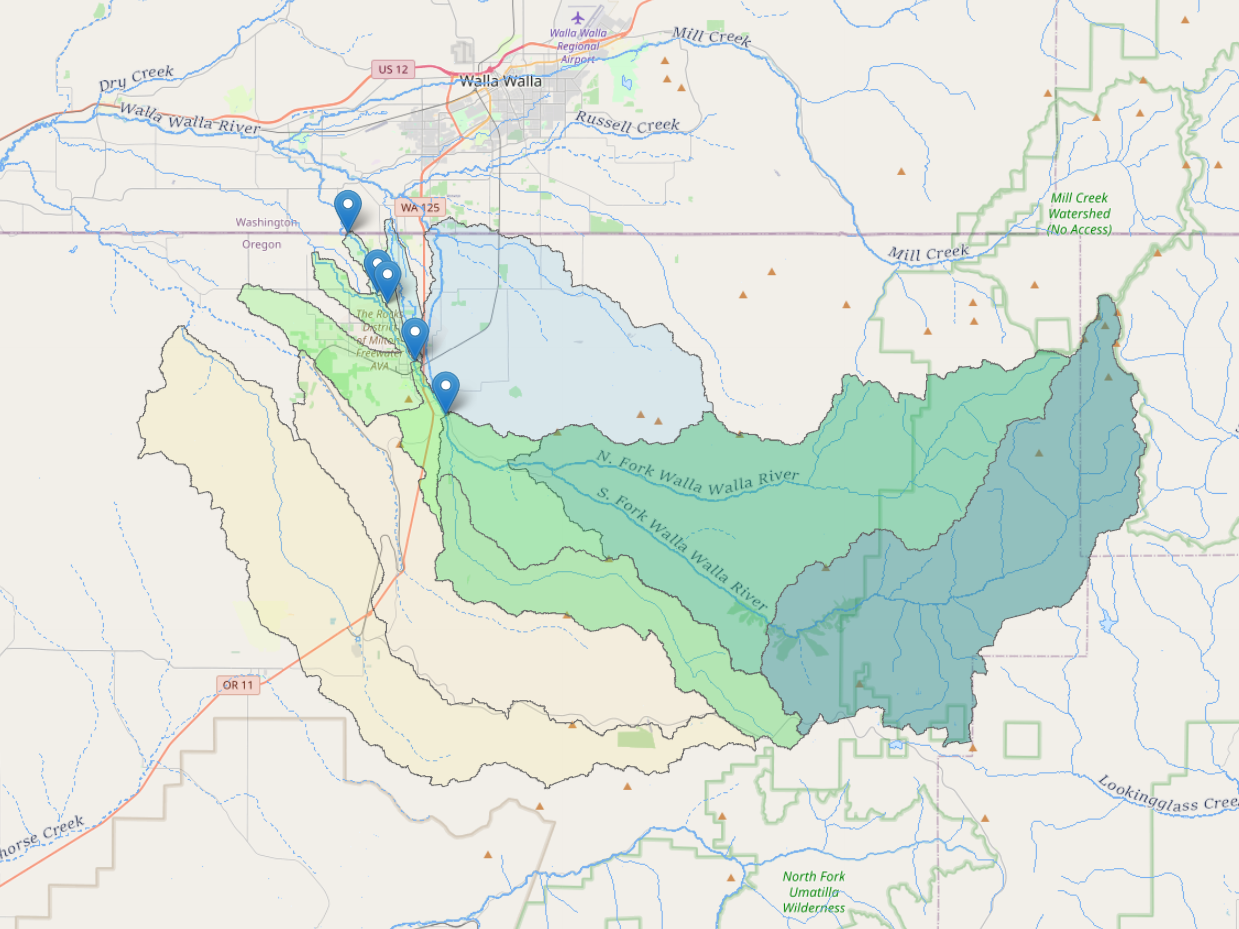 Mill Creek
Walla Walla
Regional
Airport
US 12
Walla Walla
Dry Creek
Walla Walla River
Russell Creek
WA 125
Mill Creek
Watershed
(No Access)
Washington
Oregon
Mill Creek
The Rocks
District
of Milton-
Freewater
AVA
N. Fork Walla Walla River
S. Fork Walla Walla River
OR 11
horse Creek
Lookingglass Cree
North Fork
Umatilla
Wilderness